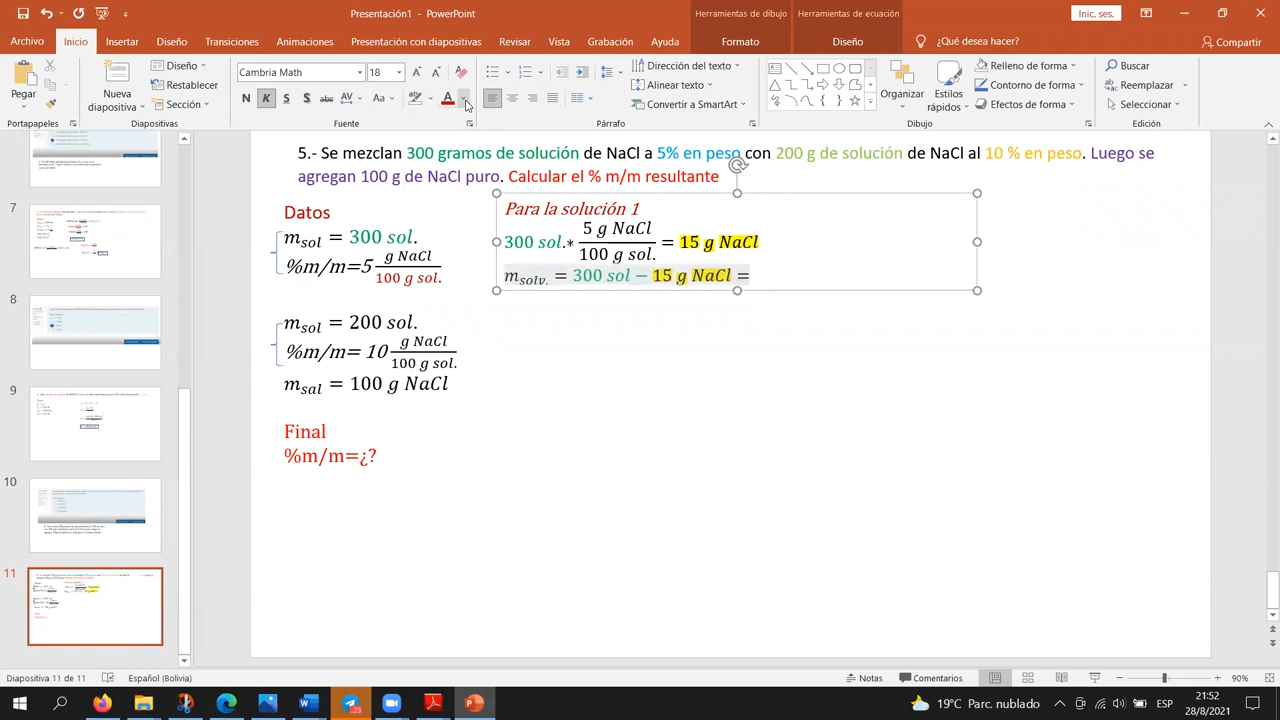 Herramientas de dibujo
Herramientas de ecuación
Inic. ses.
Archivo
Inicio
Insertar
Diseño
Transiciones
Animaciones
Presentación con diapositivas
Revisar
Vista
Grabación
Ayuda
Formato
Diseño
¿Qué desea hacer?
Compartir
Pegar
Nueva diapositiva
Diseño
Restablecer
Sección
Cambria Math
18
N K S S abc AV Aa A
Dirección del texto
Alinear texto
Convertir a SmartArt
Organizar
Estilos rápidos
Relleno de forma
Contorno de forma
Efectos de forma
Buscar
Reemplazar
Seleccionar
Portapapeles
Diapositivas
Fuente
Párrafo
Dibujo
Edición
7
8
9
10
11
5.- Se mezclan 300 gramos de solución de NaCl a 5% en peso con 200 g de solución de NaCl al 10 % en peso. Luego se
agregan 100 g de NaCl puro. Calcular el % m/m resultante
Datos
m_sol = 300 sol.
%m/m=5 g NaCl / 100 g sol.
m_sol = 200 sol.
%m/m= 10 g NaCl / 100 g sol.
m_sal = 100 g NaCl
Final
%m/m=¿?
Para la solución 1
300 sol.* 5 g NaCl / 100 g sol. = 15 g NaCl
m_solv. = 300 sol − 15 g NaCl =
Diapositiva 11 de 11
Español (Bolivia)
Notas
Comentarios
90%
19°C Parc. nublado
ESP
21:52
28/8/2021